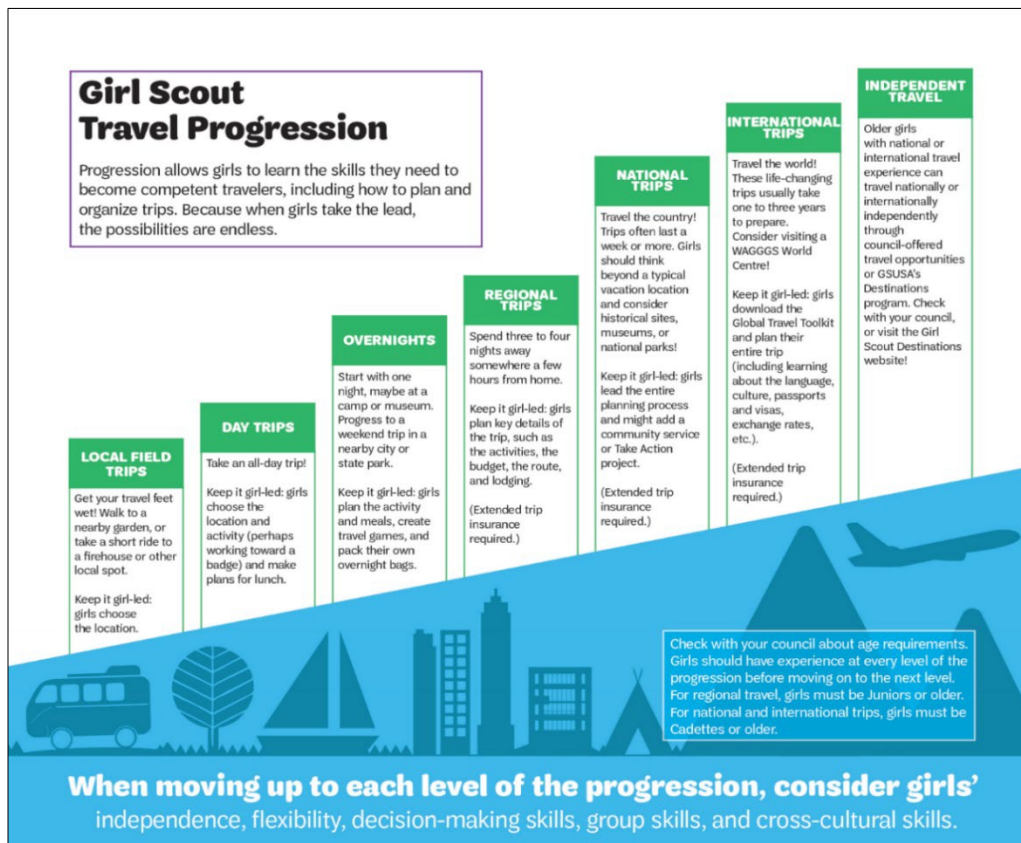 Girl Scout
Travel Progression
Progression allows girls to learn the skills they need to
become competent travelers, including how to plan and
organize trips. Because when girls take the lead,
the possibilities are endless.
LOCAL FIELD
TRIPS
Get your travel feet
wet! Walk to a
nearby garden, or
take a short ride to
a firehouse or other
local spot.
Keep it girl-led:
girls choose
the location.
DAY TRIPS
Take an all-day trip!
Keep it girl-led: girls
choose the
location and
activity (perhaps
working toward a
badge) and make
plans for lunch.
OVERNIGHTS
Start with one
night, maybe at a
camp or museum.
Progress to a
weekend trip in a
nearby city or
state park.
Keep it girl-led: girls
plan the activity
and meals, create
travel games, and
pack their own
overnight bags.
REGIONAL
TRIPS
Spend three to four
nights away
somewhere a few
hours from home.
Keep it girl-led: girls
plan key details of
the trip, such as
the activities, the
budget, the route,
and lodging.
(Extended trip
insurance
required.)
NATIONAL
TRIPS
Travel the country!
Trips often last a
week or more. Girls
should think
beyond a typical
vacation location
and consider
historical sites,
museums, or
national parks!
Keep it girl-led: girls
lead the entire
planning process
and might add a
community service
or Take Action
project.
(Extended trip
insurance
required.)
INTERNATIONAL
TRIPS
Travel the world!
These life-changing
trips usually take
one to three years
to prepare.
Consider visiting a
WAGGGS World
Centre!
Keep it girl-led: girls
download the
Global Travel Toolkit
and plan their
entire trip
(including learning
about the language,
culture, passports
and visas,
exchange rates,
etc.).
(Extended trip
insurance
required.)
INDEPENDENT
TRAVEL
Older girls
with national or
international travel
experience can
travel nationally or
internationally
independently
through
council-offered
travel opportunities
or GSUSA's
Destinations
program. Check
with your council,
or visit the Girl
Scout Destinations
website!
Check with your council about age requirements.
Girls should have experience at every level of the
progression before moving on to the next level.
For regional travel, girls must be Juniors or older.
For national and international trips, girls must be
Cadettes or older.
When moving up to each level of the progression, consider girls'
independence, flexibility, decision-making skills, group skills, and cross-cultural skills.